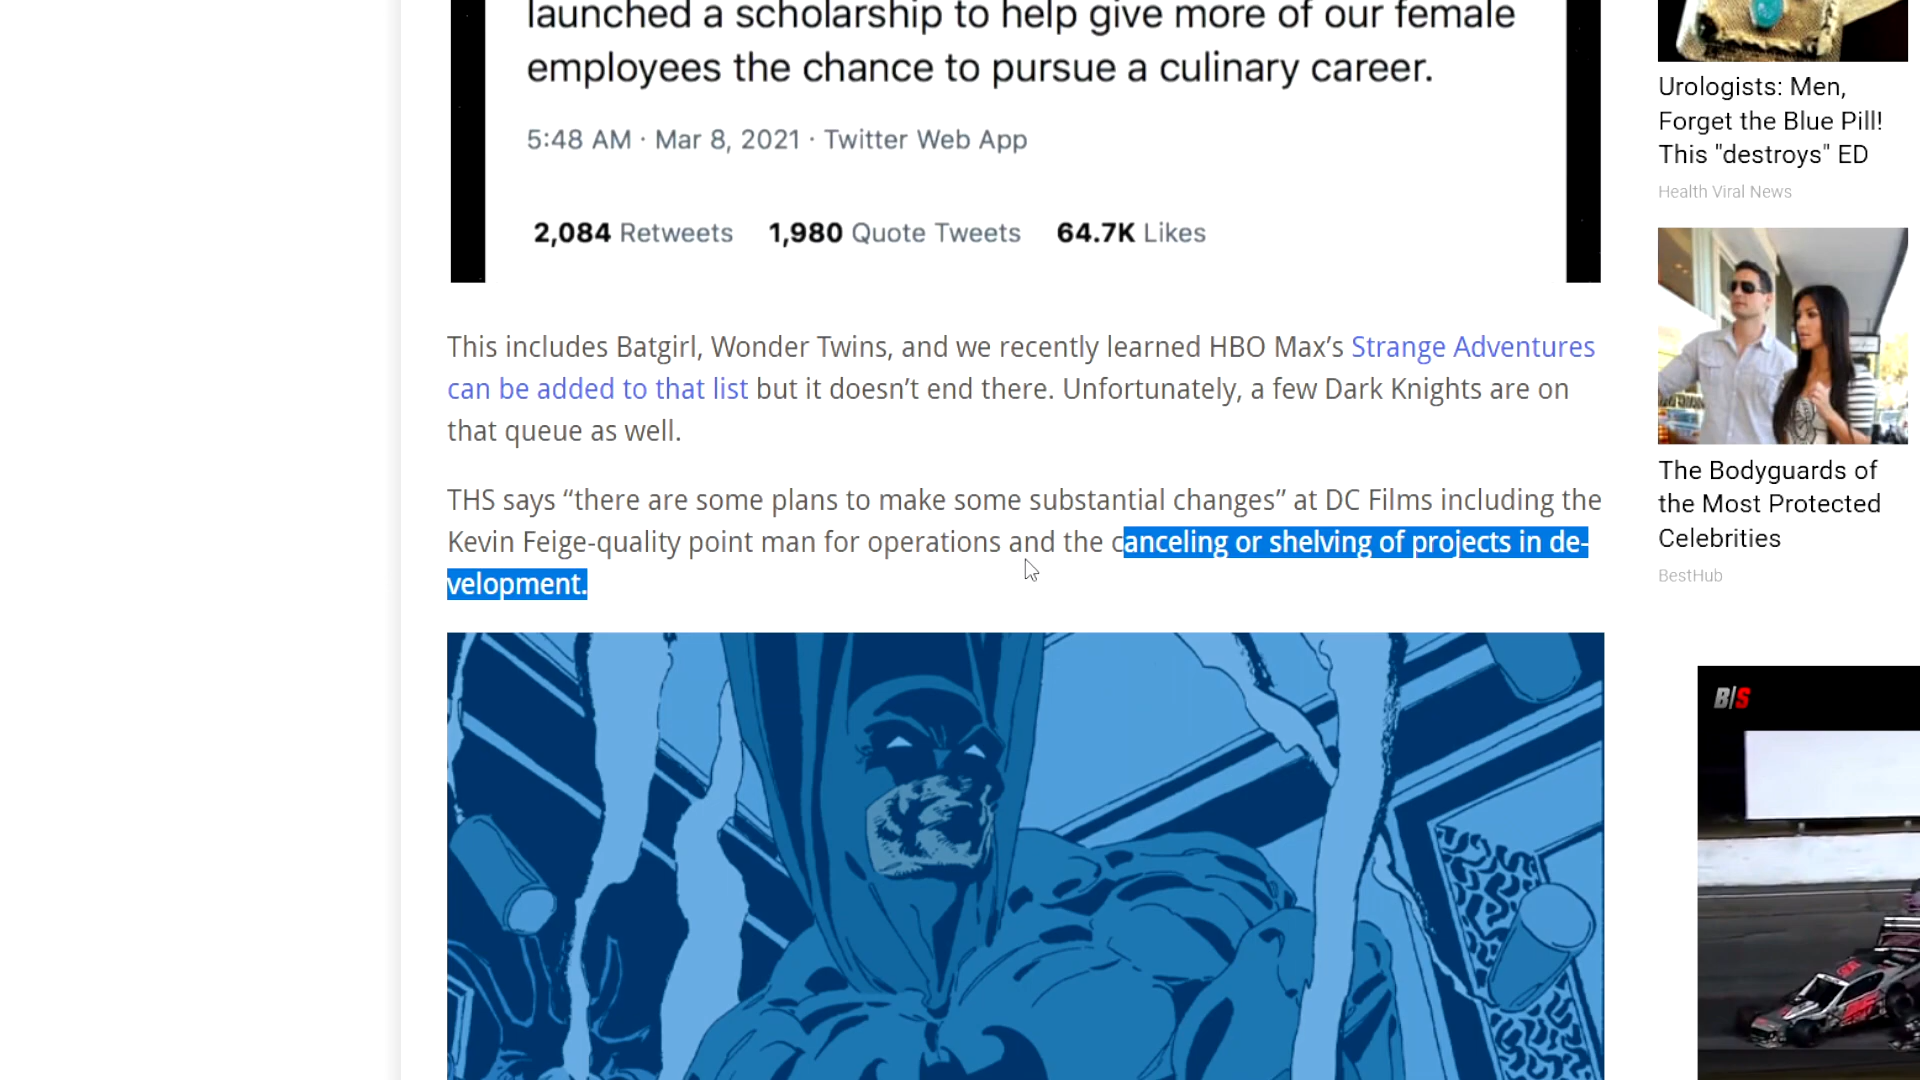 launched a scholarship to help give more of our female
employees the chance to pursue a culinary career.
5:48 AM · Mar 8, 2021 · Twitter Web App
2,084 Retweets 1,980 Quote Tweets 64.7K Likes
This includes Batgirl, Wonder Twins, and we recently learned HBO Max’s Strange Adventures
can be added to that list but it doesn’t end there. Unfortunately, a few Dark Knights are on
that queue as well.
THS says “there are some plans to make some substantial changes” at DC Films including the
Kevin Feige-quality point man for operations and the canceling or shelving of projects in de-
velopment.
Urologists: Men,
Forget the Blue Pill!
This "destroys" ED
Health Viral News
The Bodyguards of
the Most Protected
Celebrities
BestHub
B/S